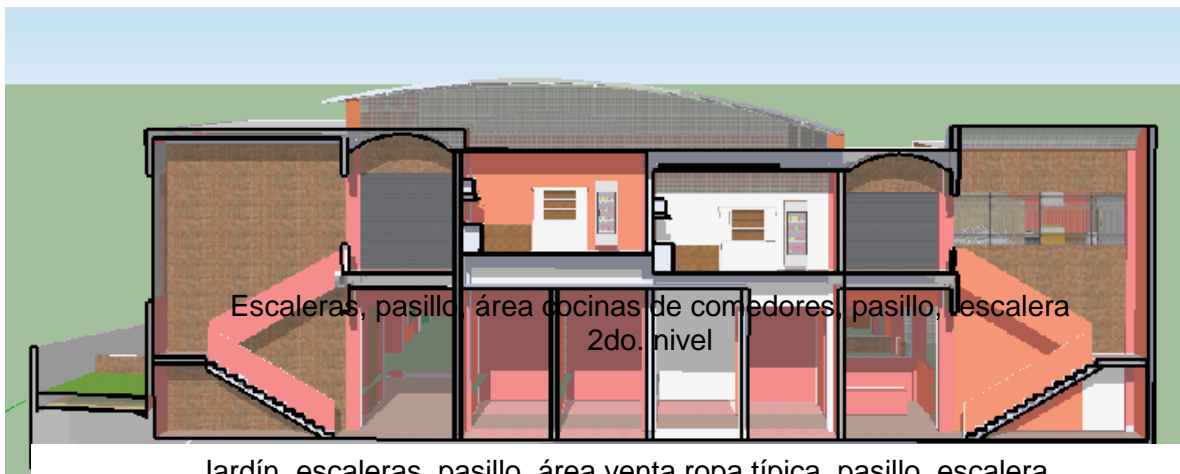 Escaleras, pasillo, área cocinas de comedores, pasillo, escalera
2do. nivel
Jardín, escaleras, pasillo, área venta ropa típica, pasillo, escalera